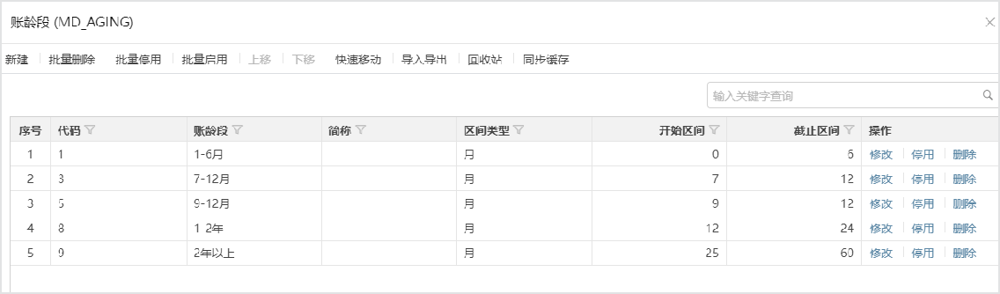 账龄段 (MD_AGING)
新建 批量删除 批量停用 批量启用 上移 下移 快速移动 导入导出 回收站 同步缓存
输入关键字查询
序号 代码 账龄段 简称 区间类型 开始区间 截止区间 操作
1 1 1-6月 月 0 6 修改 停用 删除
2 3 7-12月 月 7 12 修改 停用 删除
3 5 9-12月 月 9 12 修改 停用 删除
4 8 1-2年 月 12 24 修改 停用 删除
5 9 2年以上 月 25 60 修改 停用 删除